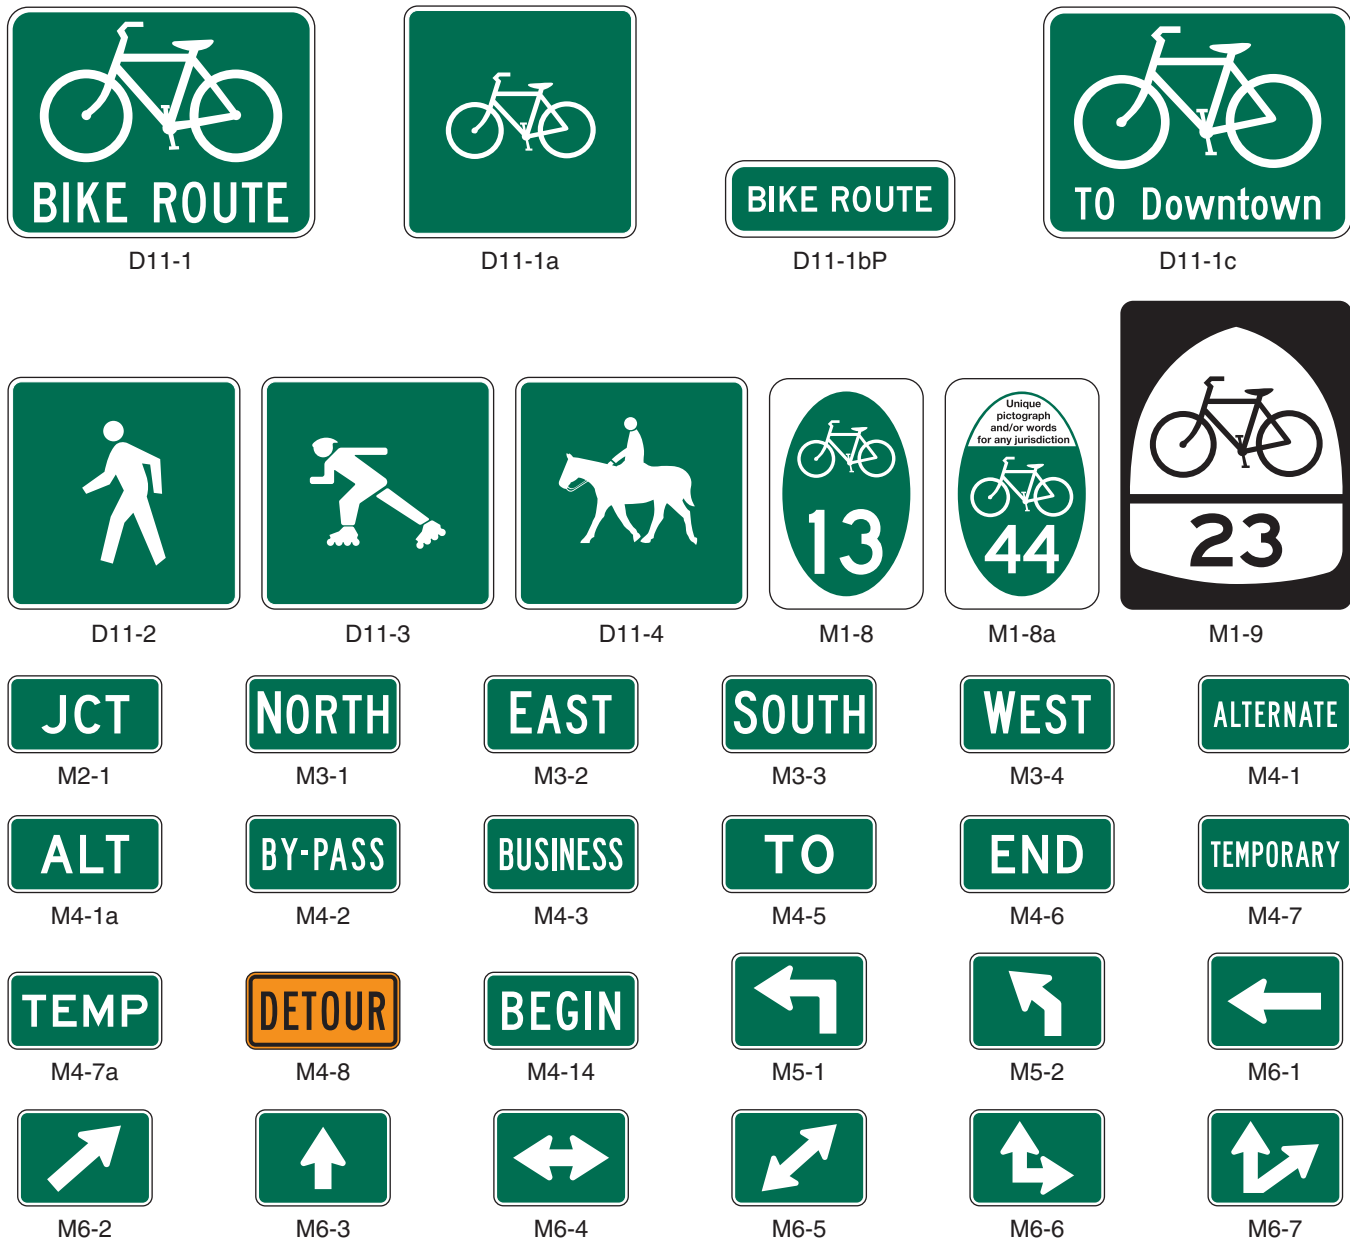 BIKE ROUTE
BIKE ROUTE
TO Downtown
D11-1
D11-1a
D11-1bP
D11-1c
Unique
pictograph
and/or words
for any jurisdiction
13
44
23
D11-2
D11-3
D11-4
M1-8
M1-8a
M1-9
JCT
NORTH
EAST
SOUTH
WEST
ALTERNATE
M2-1
M3-1
M3-2
M3-3
M3-4
M4-1
ALT
BY-PASS
BUSINESS
TO
END
TEMPORARY
M4-1a
M4-2
M4-3
M4-5
M4-6
M4-7
TEMP
DETOUR
BEGIN
M4-7a
M4-8
M4-14
M5-1
M5-2
M6-1
M6-2
M6-3
M6-4
M6-5
M6-6
M6-7